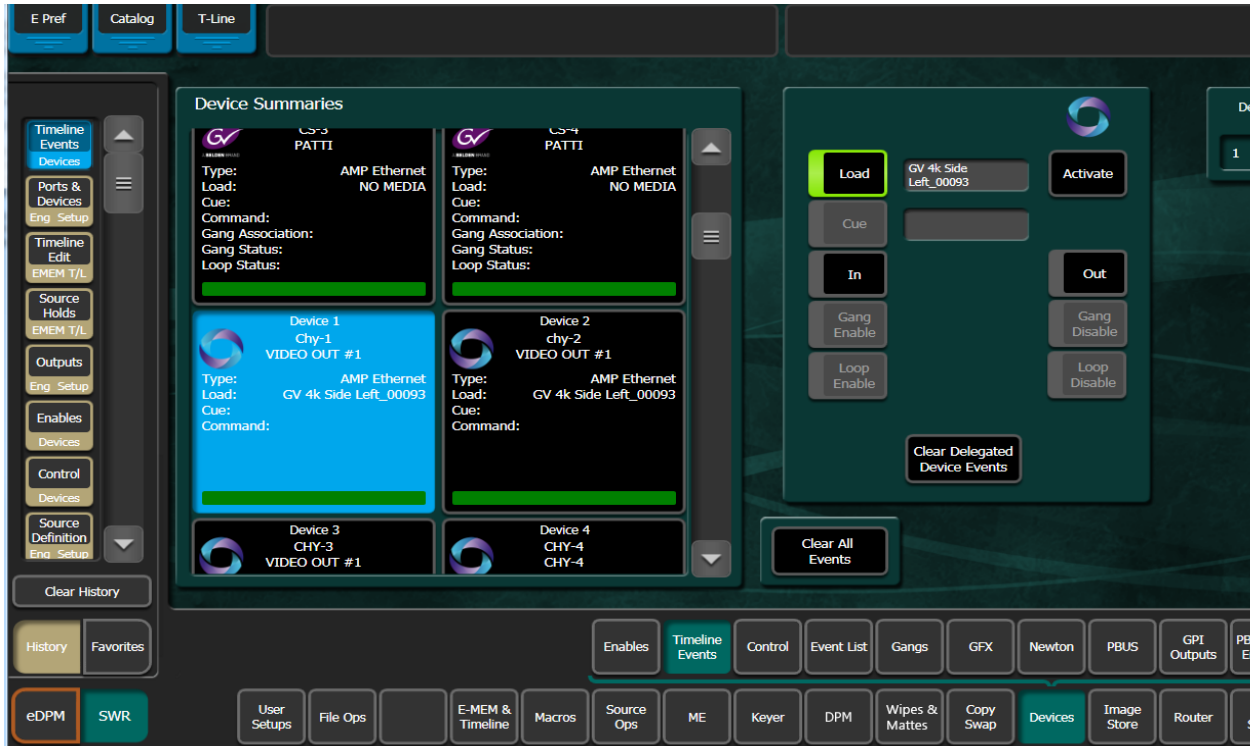 E Pref
Catalog
T-Line
Timeline
Events
Devices
Ports &
Devices
Eng Setup
Timeline
Edit
EMEM T/L
Source
Holds
EMEM T/L
Outputs
Eng Setup
Enables
Devices
Control
Devices
Source
Definition
Eng Setup
Clear History
History
Favorites
eDPM
SWR
Device Summaries
GV
CS-3
PATTI
Type: AMP Ethernet
Load: NO MEDIA
Cue:
Command:
Gang Association:
Gang Status:
Loop Status:
GV
CS-4
PATTI
Type: AMP Ethernet
Load: NO MEDIA
Cue:
Command:
Gang Association:
Gang Status:
Loop Status:
Device 1
Chy-1
VIDEO OUT #1
Type: AMP Ethernet
Load: GV 4k Side Left_00093
Cue:
Command:
Device 2
chy-2
VIDEO OUT #1
Type: AMP Ethernet
Load: GV 4k Side Left_00093
Cue:
Command:
Device 3
CHY-3
VIDEO OUT #1
Device 4
CHY-4
CHY-4
Load
GV 4k Side
Left_00093
Activate
Cue
In
Out
Gang
Enable
Gang
Disable
Loop
Enable
Loop
Disable
Clear Delegated
Device Events
Clear All
Events
1
Enables
Timeline
Events
Control
Event List
Gangs
GFX
Newton
PBUS
GPI
Outputs
User
Setups
File Ops
E-MEM &
Timeline
Macros
Source
Ops
ME
Keyer
DPM
Wipes &
Mattes
Copy
Swap
Devices
Image
Store
Router